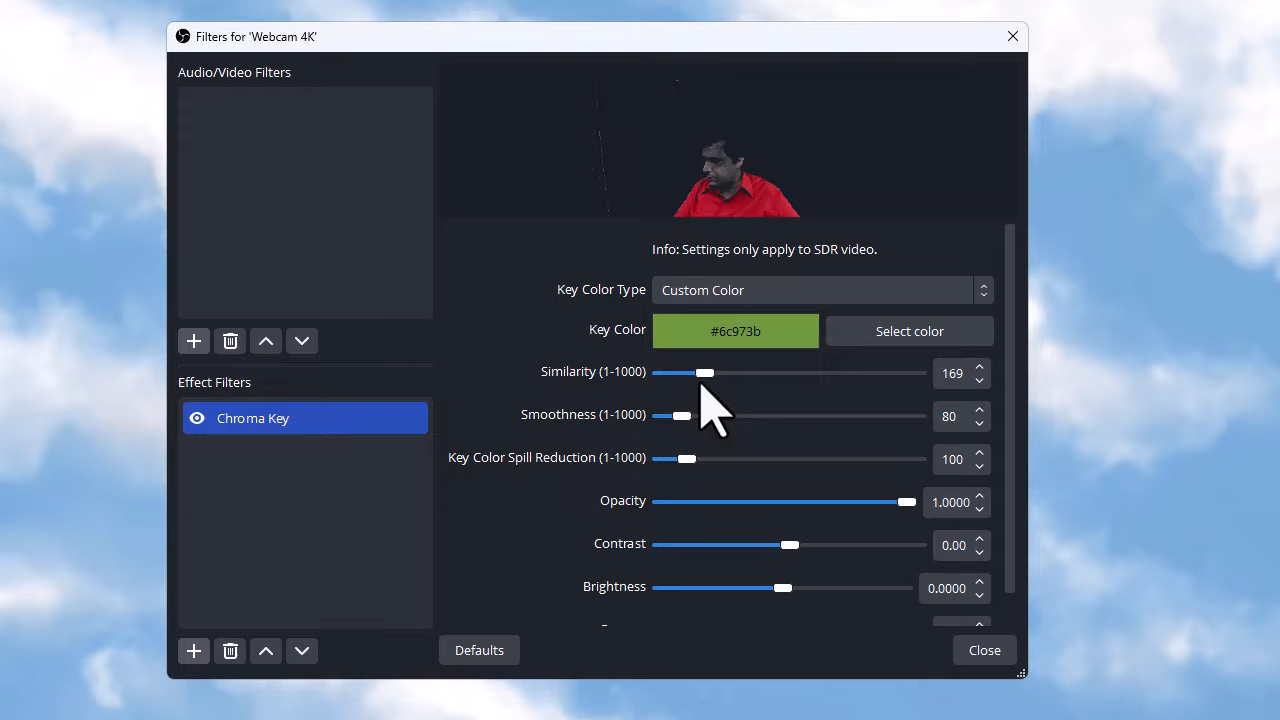 Filters for 'Webcam 4K'
Audio/Video Filters
Info: Settings only apply to SDR video.
Key Color Type
Custom Color
Key Color
#6c973b
Select color
Similarity (1-1000)
169
Effect Filters
Chroma Key
Smoothness (1-1000)
80
Key Color Spill Reduction (1-1000)
100
Opacity
1.0000
Contrast
0.00
Brightness
0.0000
Defaults
Close